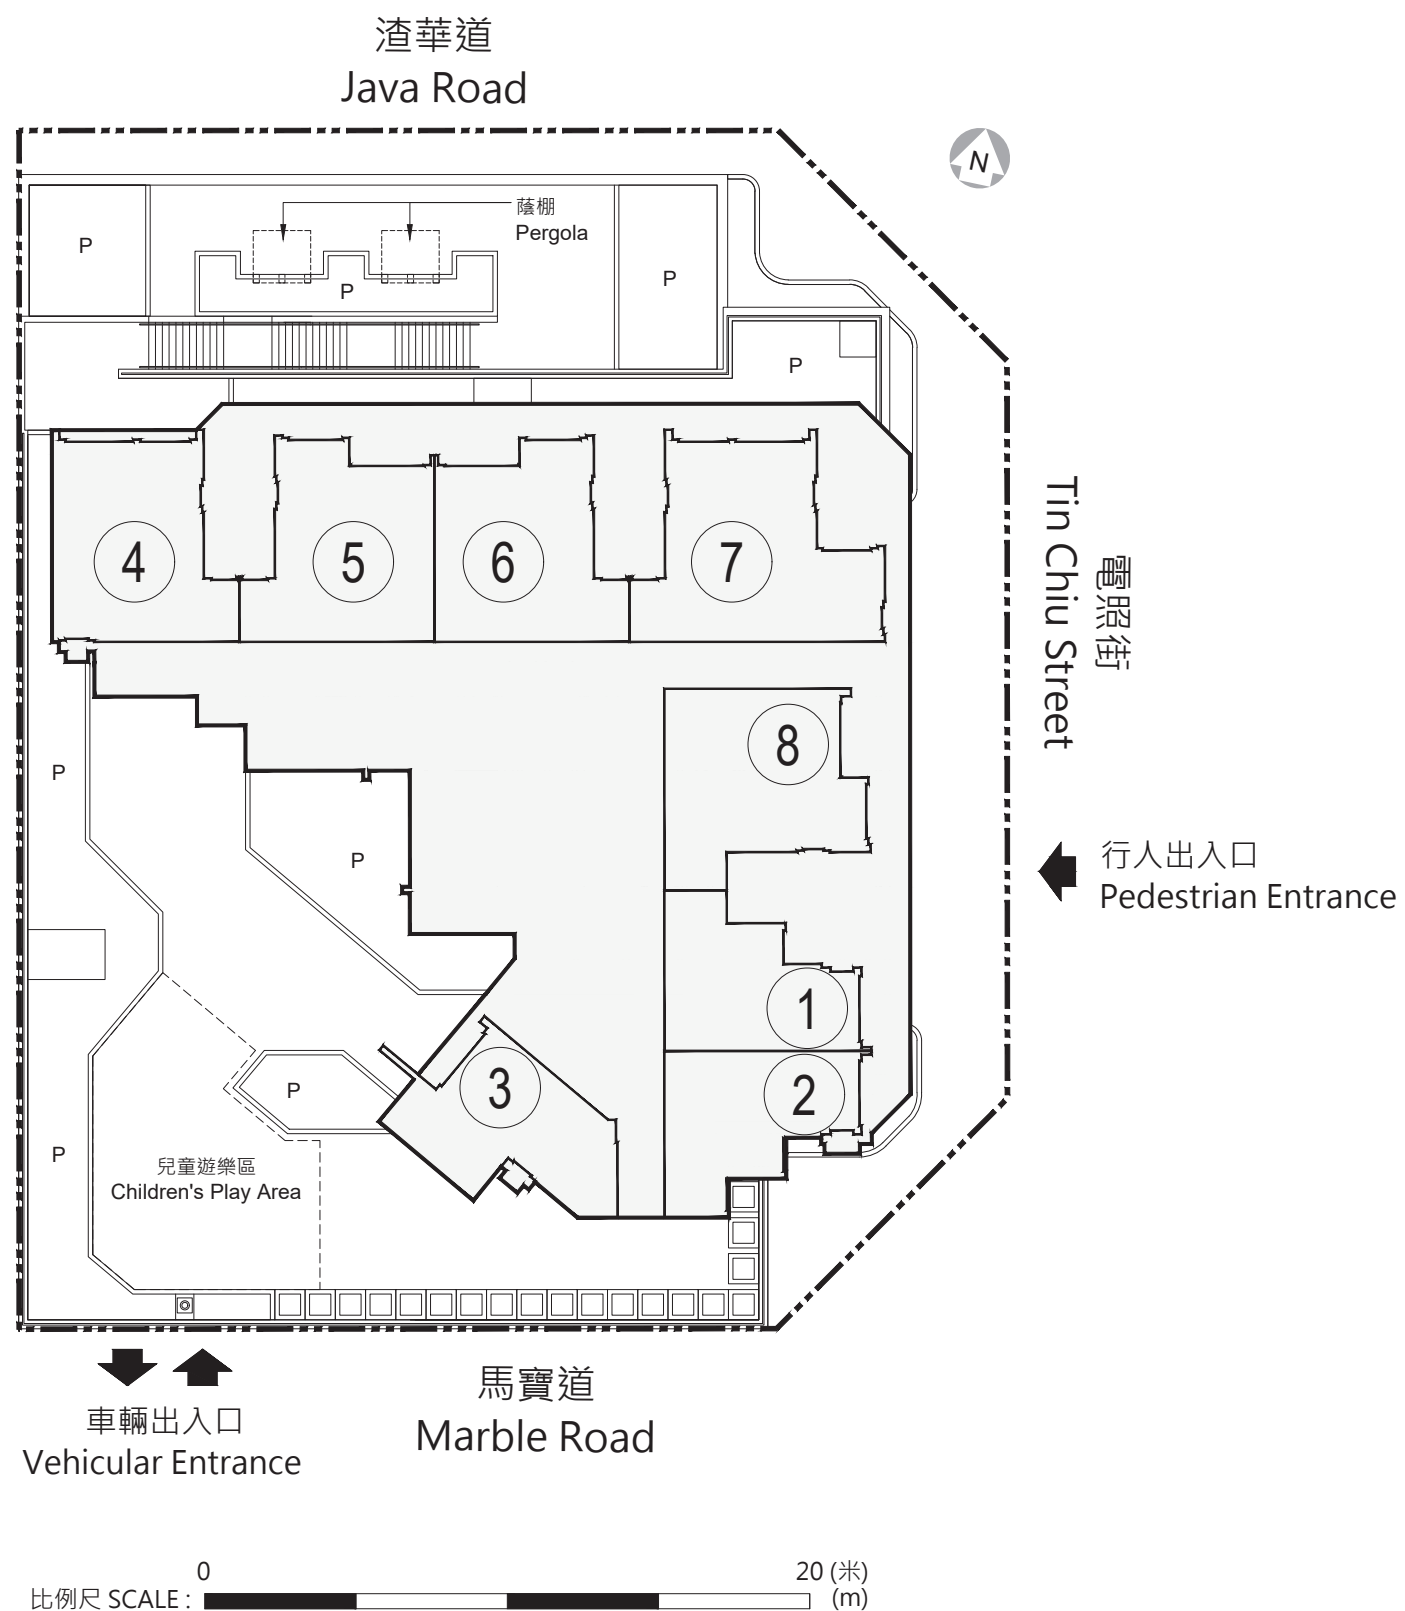 渣華道
Java Road
N
蔭棚
Pergola
P
P
P
P
4
5
6
7
電照街
Tin Chiu Street
8
P
P
行人出入口
Pedestrian Entrance
1
3
2
P
P
兒童遊樂區
Children's Play Area
馬寶道
Marble Road
車輛出入口
Vehicular Entrance
0
20 (米)
比例尺 SCALE :
(m)